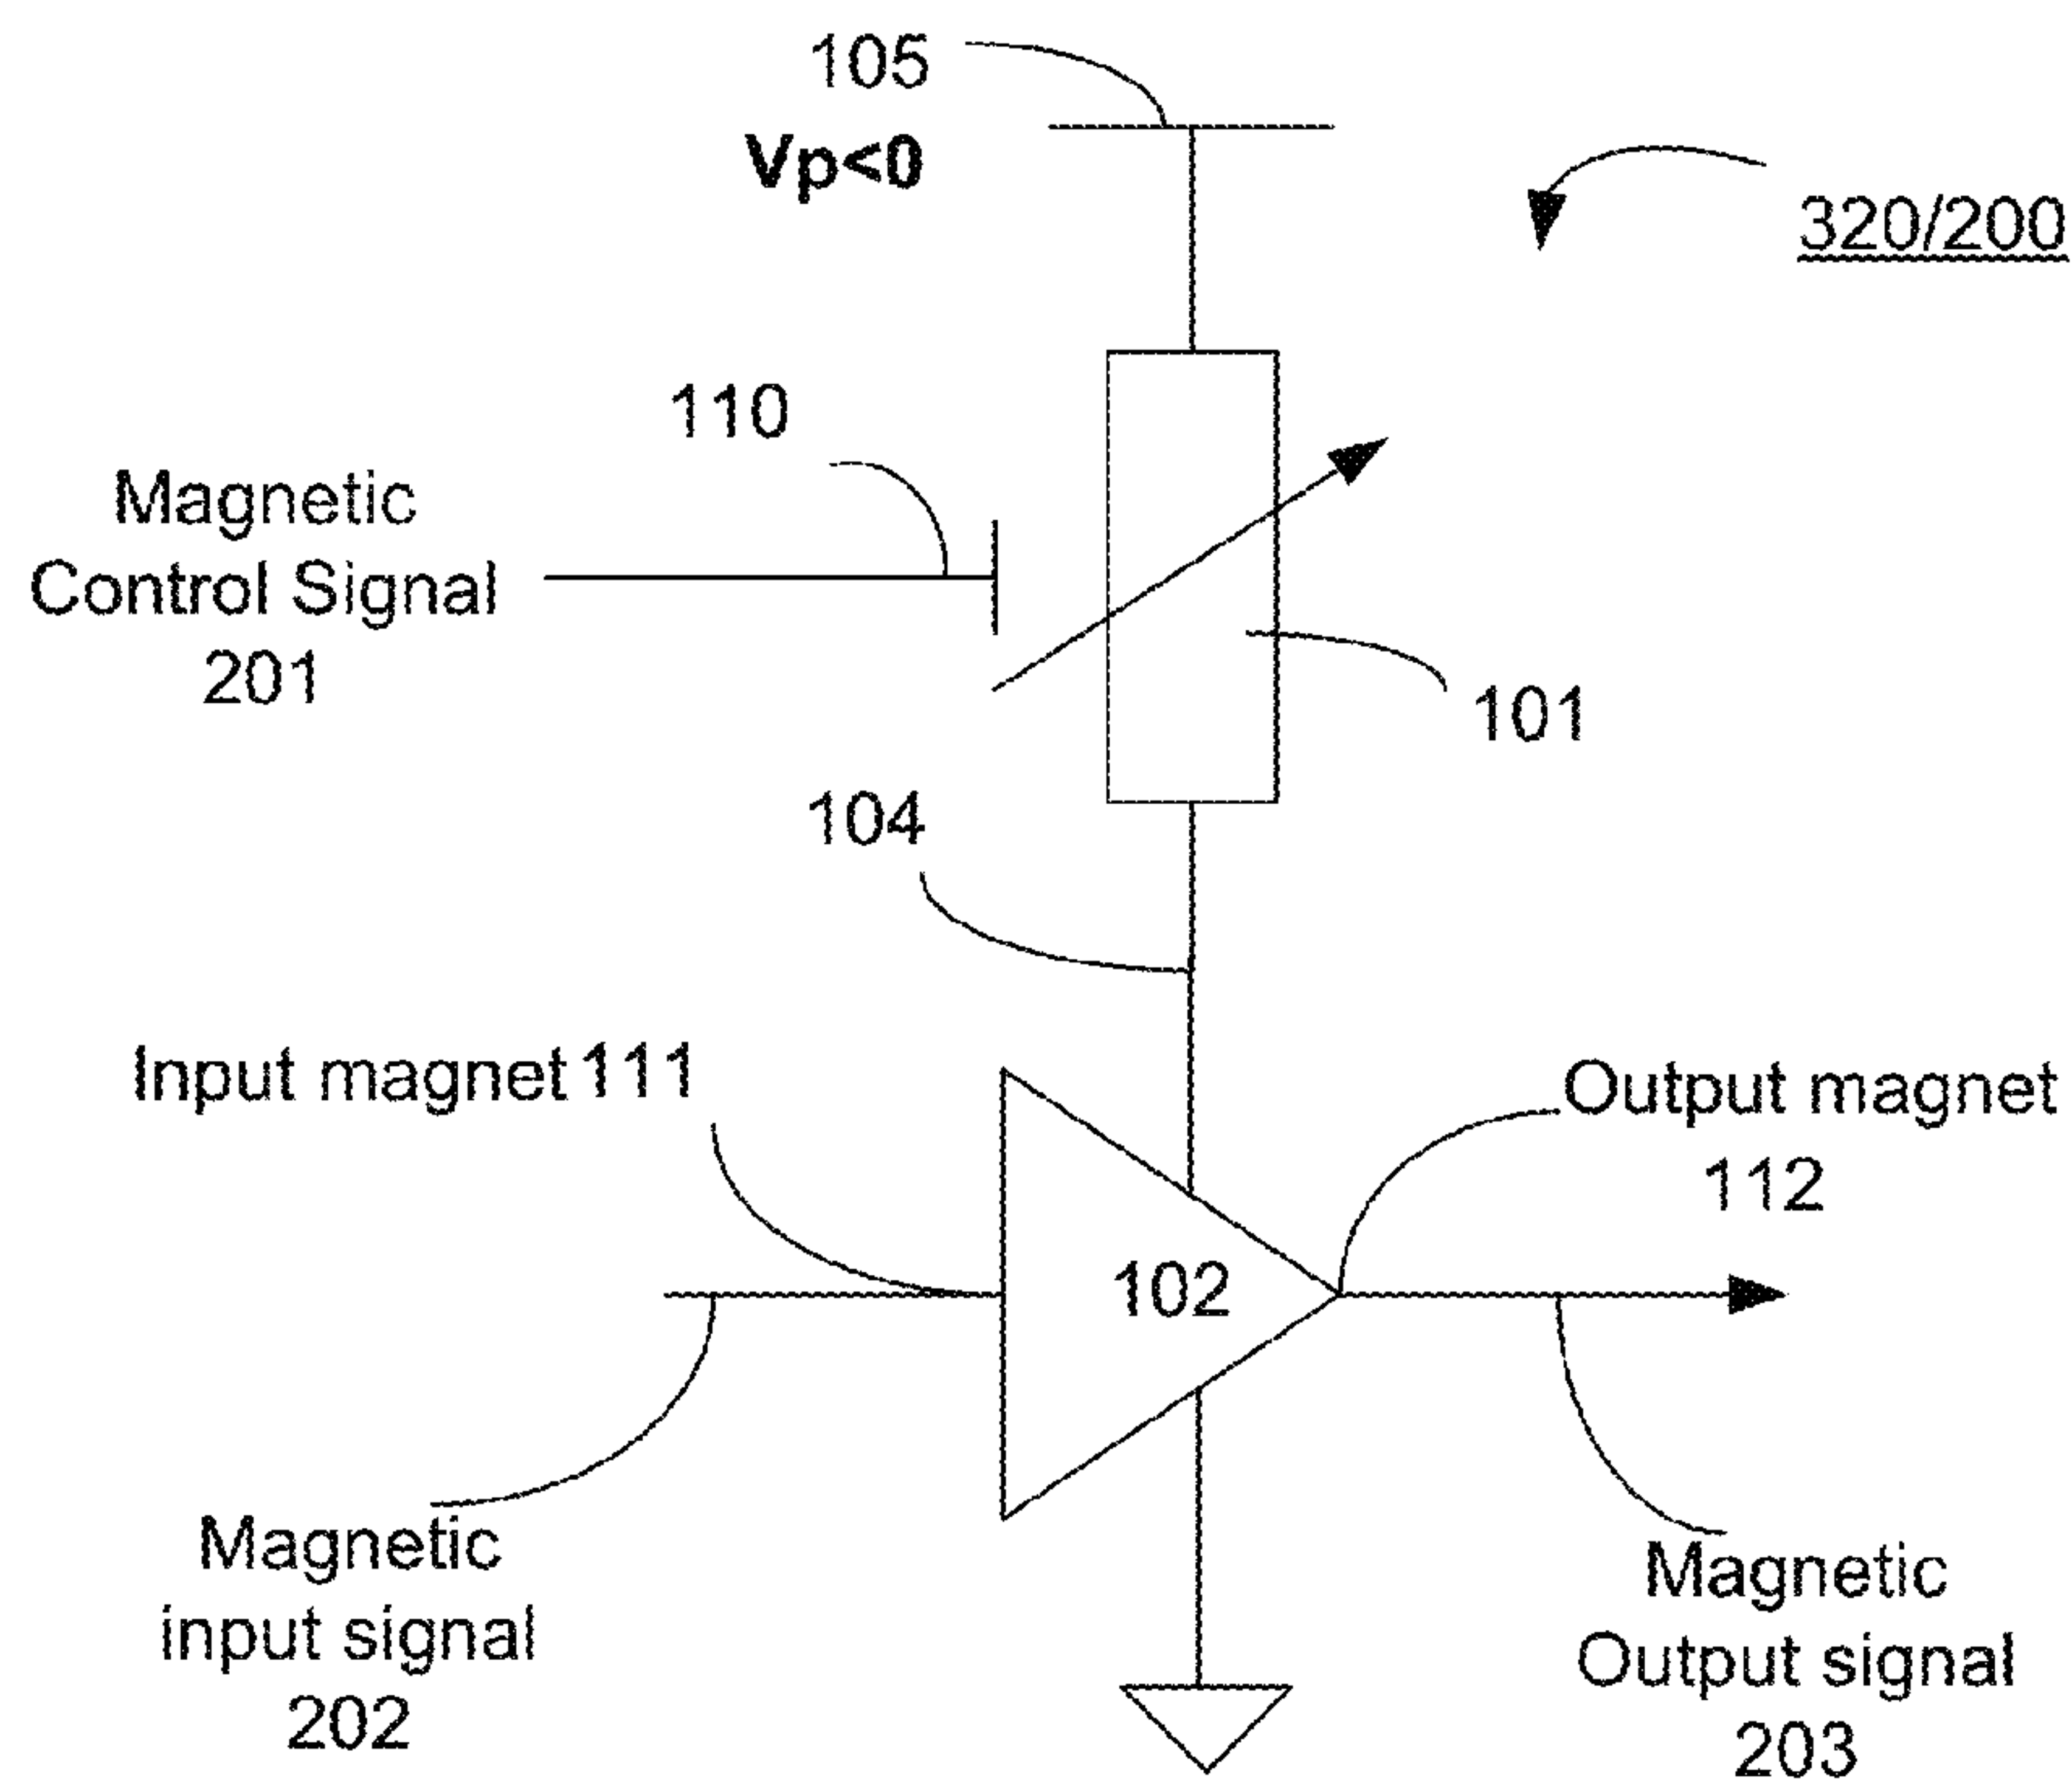 105
Vp<0
320/200
110
Magnetic
Control Signal
201
101
104
Input magnet 111
Output magnet
112
102
Magnetic
input signal
202
Magnetic
Output signal
203